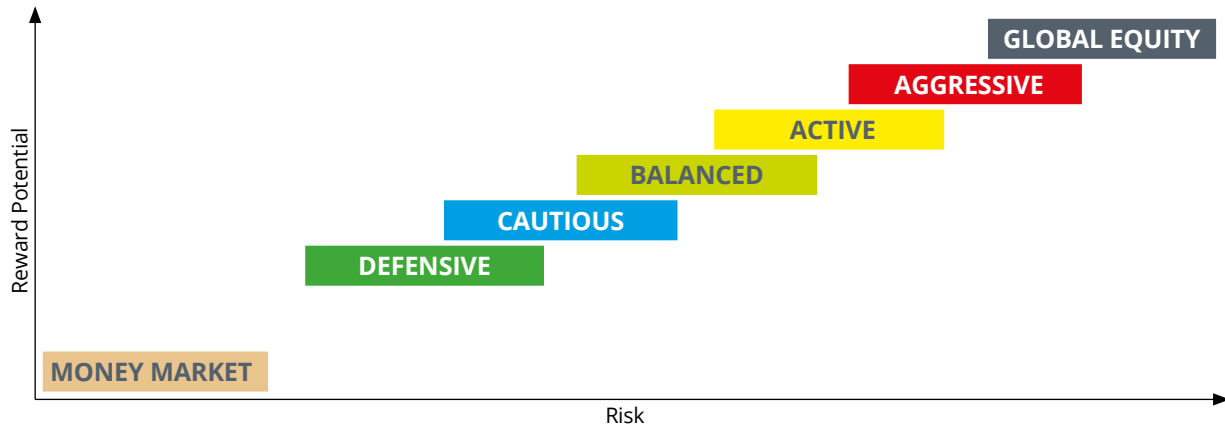 GLOBAL EQUITY
AGGRESSIVE
ACTIVE
BALANCED
CAUTIOUS
DEFENSIVE
MONEY MARKET
Reward Potential
Risk